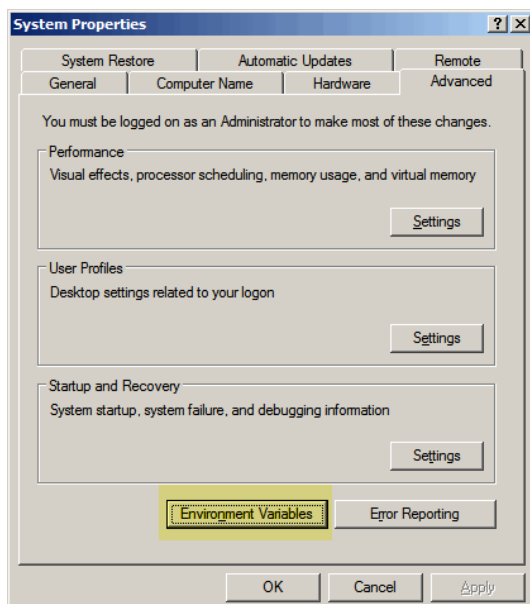 System Properties
System Restore Automatic Updates Remote
General Computer Name Hardware Advanced
You must be logged on as an Administrator to make most of these changes.
Performance
Visual effects, processor scheduling, memory usage, and virtual memory
Settings
User Profiles
Desktop settings related to your logon
Settings
Startup and Recovery
System startup, system failure, and debugging information
Settings
Environment Variables Error Reporting
OK Cancel Apply